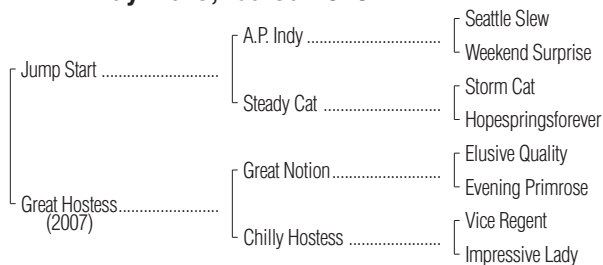 Seattle Slew
A.P. Indy ..............................
Weekend Surprise
Jump Start ..........................
Storm Cat
Steady Cat ..........................
Hopespringsforever
Elusive Quality
Great Notion ........................
Evening Primrose
Great Hostess ......................
(2007)
Vice Regent
Chilly Hostess .....................
Impressive Lady